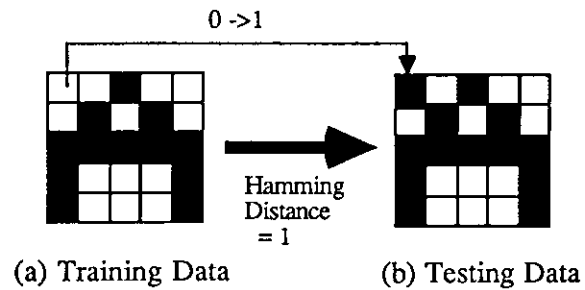 0 ->1
Hamming
Distance
= 1
(a) Training Data
(b) Testing Data